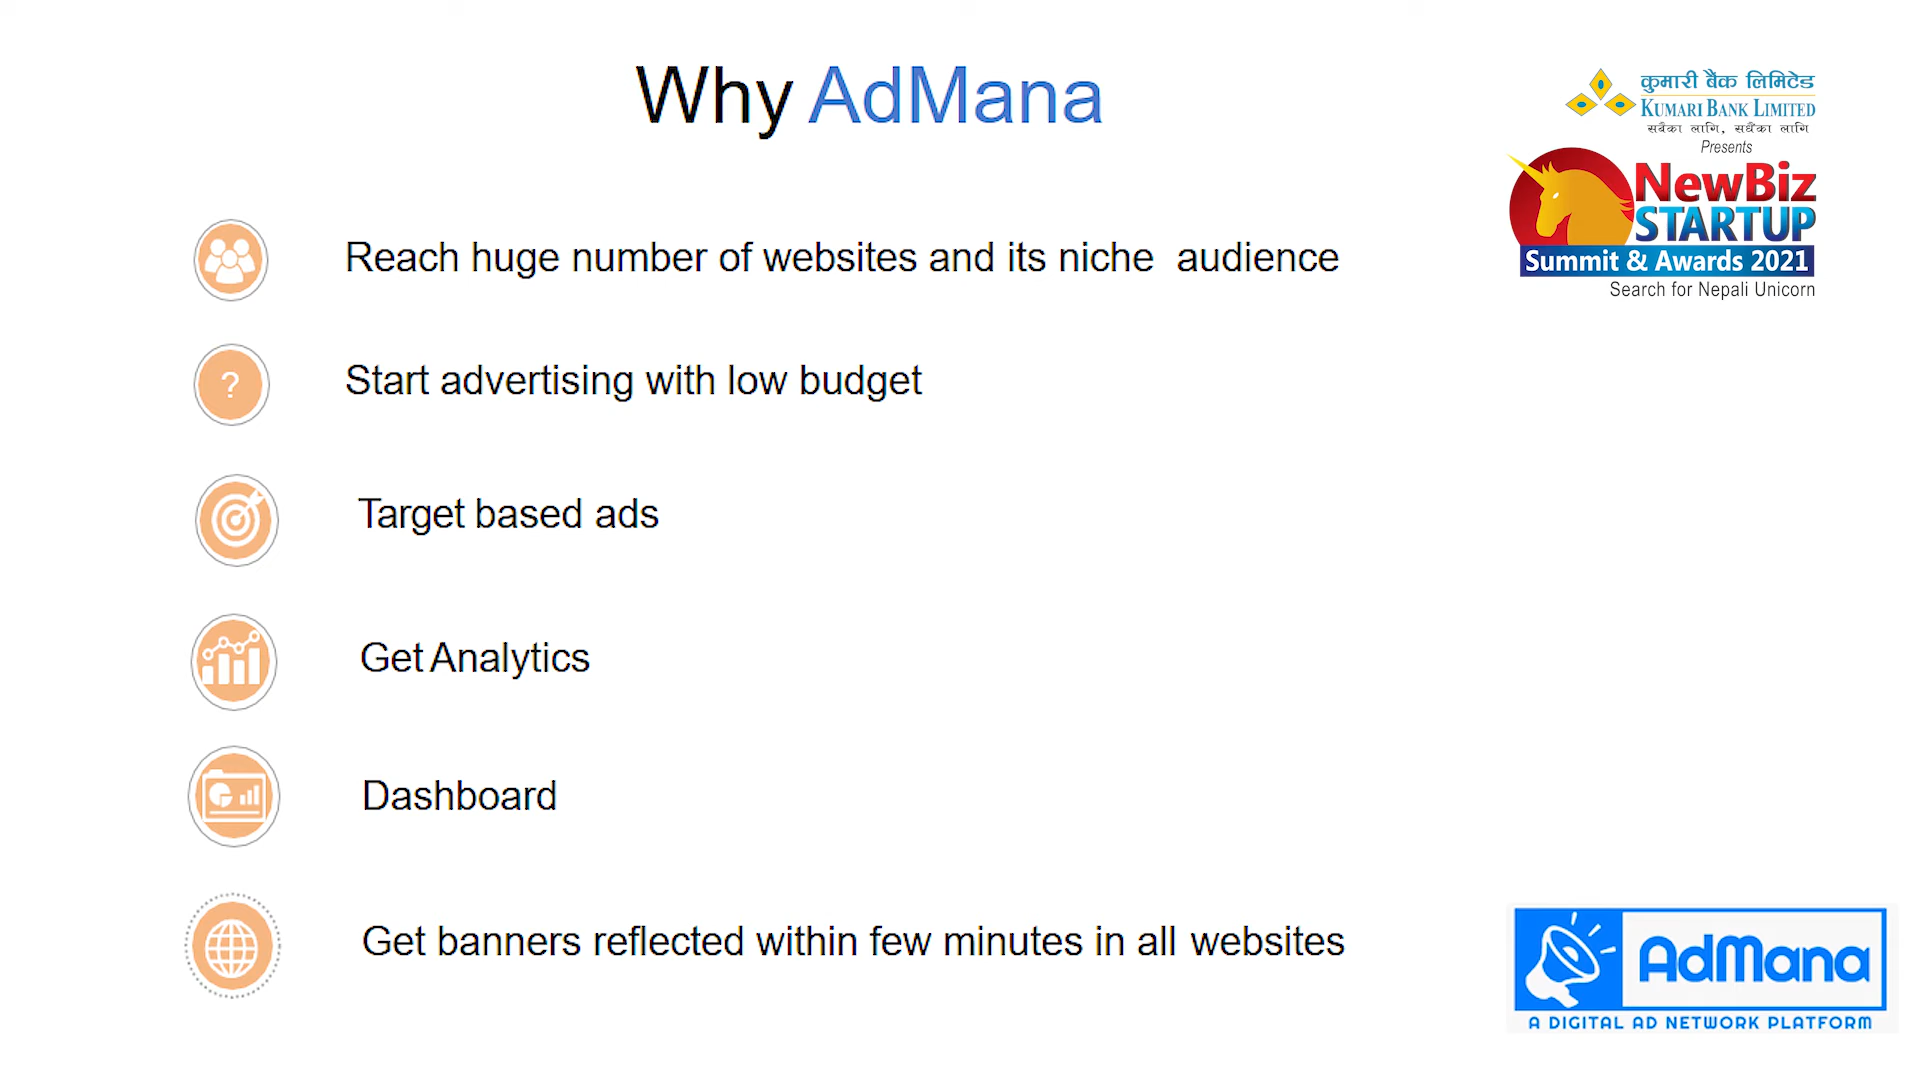 Why AdMana
कुमारी बैंक लिमिटेड
KUMARI BANK LIMITED
सबैका लागि, सधैंका लागि
Presents
NewBiz
STARTUP
Summit & Awards 2021
Search for Nepali Unicorn
Reach huge number of websites and its niche audience
?
Start advertising with low budget
Target based ads
Get Analytics
Dashboard
Get banners reflected within few minutes in all websites
AdMana
A DIGITAL AD NETWORK PLATFORM